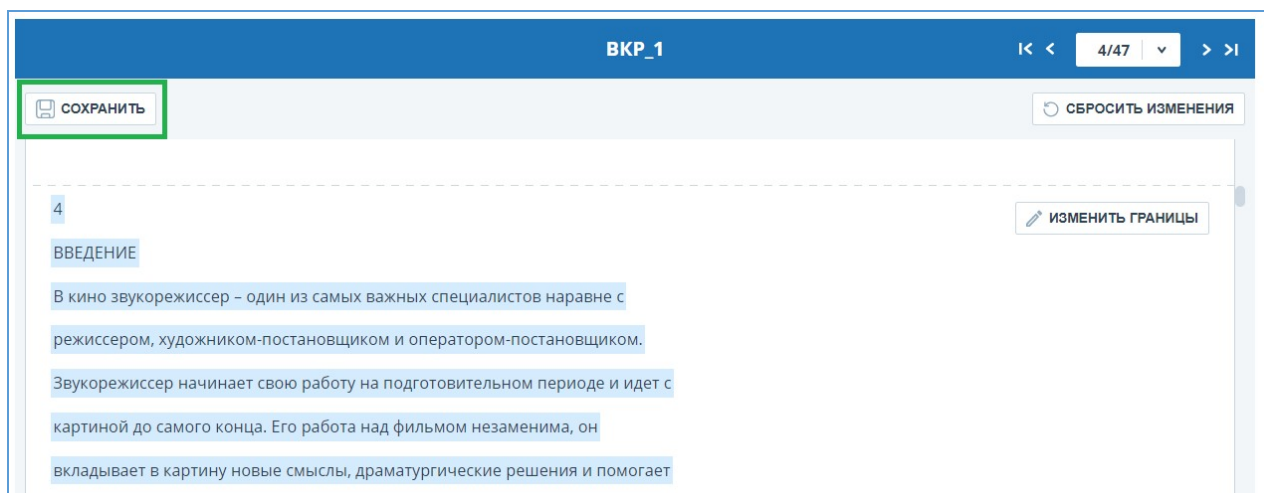 ВКР_1
4/47
СОХРАНИТЬ
СБРОСИТЬ ИЗМЕНЕНИЯ
4
ИЗМЕНИТЬ ГРАНИЦЫ
ВВЕДЕНИЕ
В кино звукорежиссер – один из самых важных специалистов наравне с
режиссером, художником-постановщиком и оператором-постановщиком.
Звукорежиссер начинает свою работу на подготовительном периоде и идет с
картиной до самого конца. Его работа над фильмом незаменима, он
вкладывает в картину новые смыслы, драматургические решения и помогает